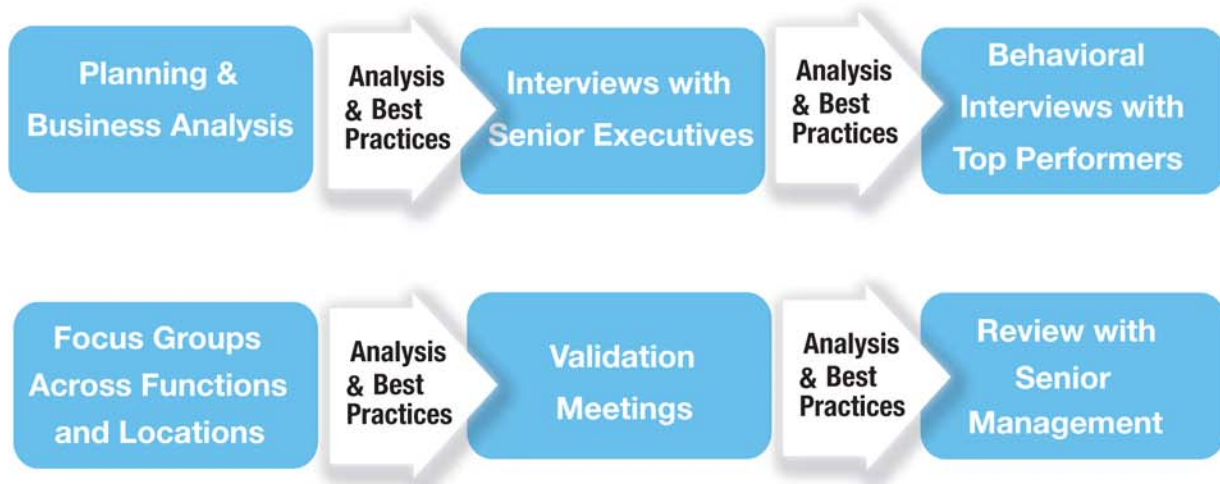 Planning &
Business Analysis
Analysis
& Best
Practices
Interviews with
Senior Executives
Analysis
& Best
Practices
Behavioral
Interviews with
Top Performers
Focus Groups
Across Functions
and Locations
Analysis
& Best
Practices
Validation
Meetings
Analysis
& Best
Practices
Review with
Senior
Management